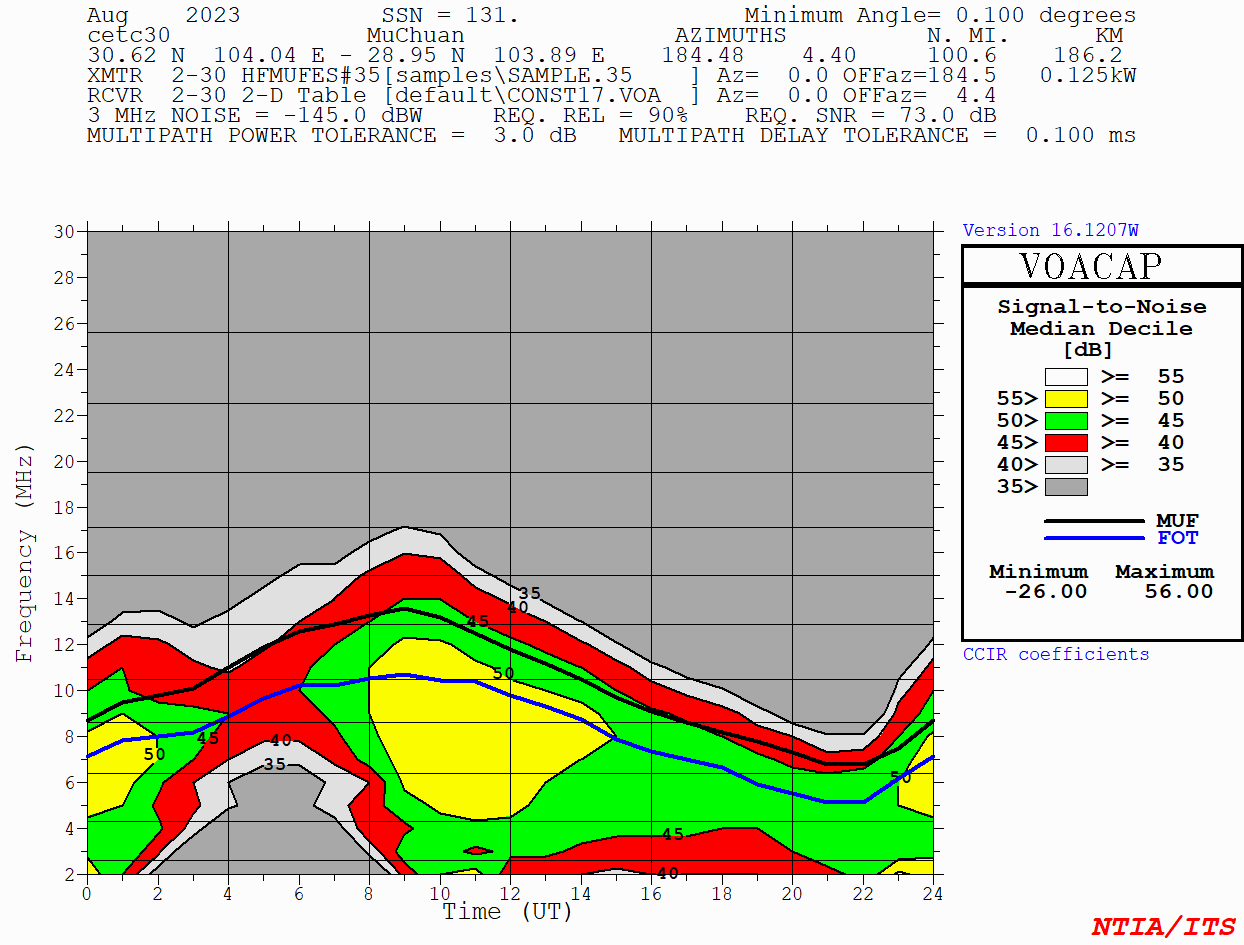 Aug    2023          SSN = 131.                Minimum Angle= 0.100 degrees
cetc30              MuChuan               AZIMUTHS          N. MI.      KM
30.62 N  104.04 E - 28.95 N  103.89 E    184.48    4.40     100.6    186.2
XMTR  2-30 HFMUFES#35[samples\SAMPLE.35    ] Az=  0.0 OFFaz=184.5   0.125kW
RCVR  2-30 2-D Table [default\CONST17.VOA  ] Az=  0.0 OFFaz=  4.4
3 MHz NOISE = -145.0 dBW     REQ. REL = 90%    REQ. SNR = 73.0 dB
MULTIPATH POWER TOLERANCE =  3.0 dB   MULTIPATH DELAY TOLERANCE =  0.100 ms
Frequency (MHz)
30
28
26
24
22
20
18
16
14
12
10
8
6
4
2
0 2 4 6 8 10 12 14 16 18 20 22 24
Time (UT)
35
40
45
50
50
45
40
35
50
45
40
Version 16.1207W
VOACAP
Signal-to-Noise
Median Decile
[dB]
>= 55
55> >= 50
50> >= 45
45> >= 40
40> >= 35
35>
MUF
FOT
Minimum Maximum
-26.00 56.00
CCIR coefficients
NTIA/ITS